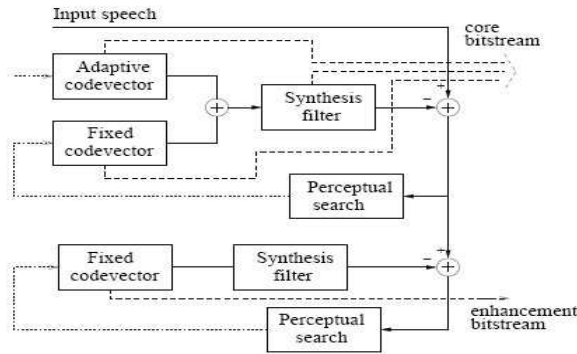 Input speech
core
bitstream
Adaptive
codevector
+
Synthesis
filter
+
−
+
Fixed
codevector
Perceptual
search
Fixed
codevector
Synthesis
filter
+
−
+
enhancement
bitstream
Perceptual
search